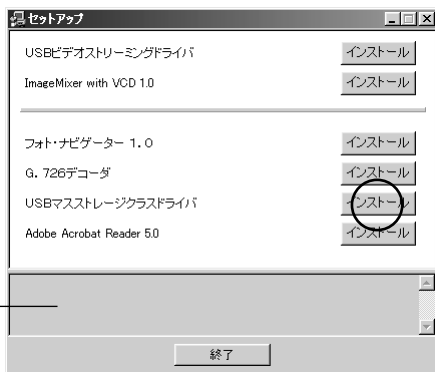 セットアップ
USBビデオストリーミングドライバ インストール
ImageMixer with VCD 1.0 インストール
フォト・ナビゲーター 1.0 インストール
G.726デコーダ インストール
USBマスストレージクラスドライバ インストール
Adobe Acrobat Reader 5.0 インストール
終了